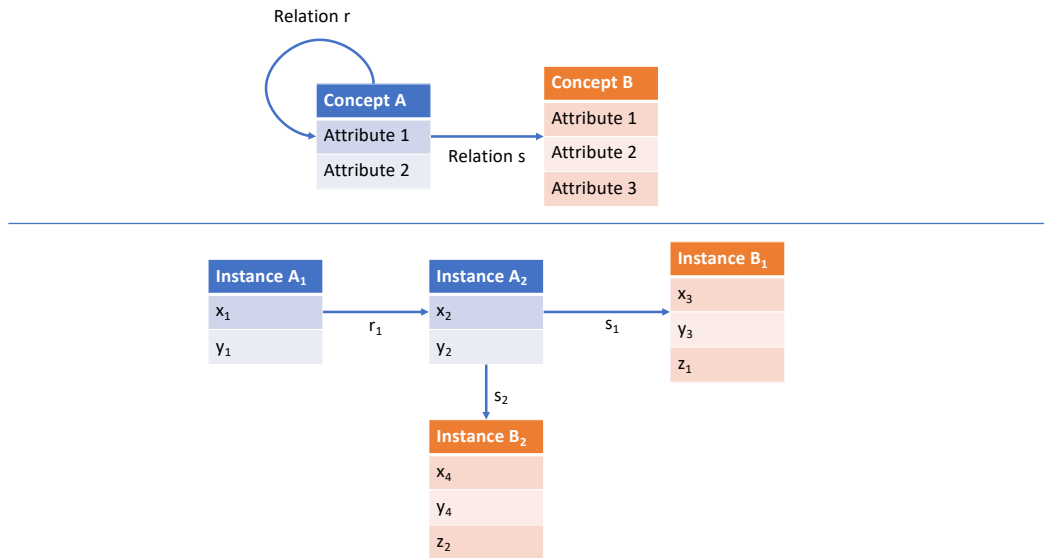 Relation r
Concept A
Attribute 1
Attribute 2
Relation s
Concept B
Attribute 1
Attribute 2
Attribute 3
Instance A₁
x₁
y₁
r₁
Instance A₂
x₂
y₂
s₁
Instance B₁
x₃
y₃
z₁
s₂
Instance B₂
x₄
y₄
z₂